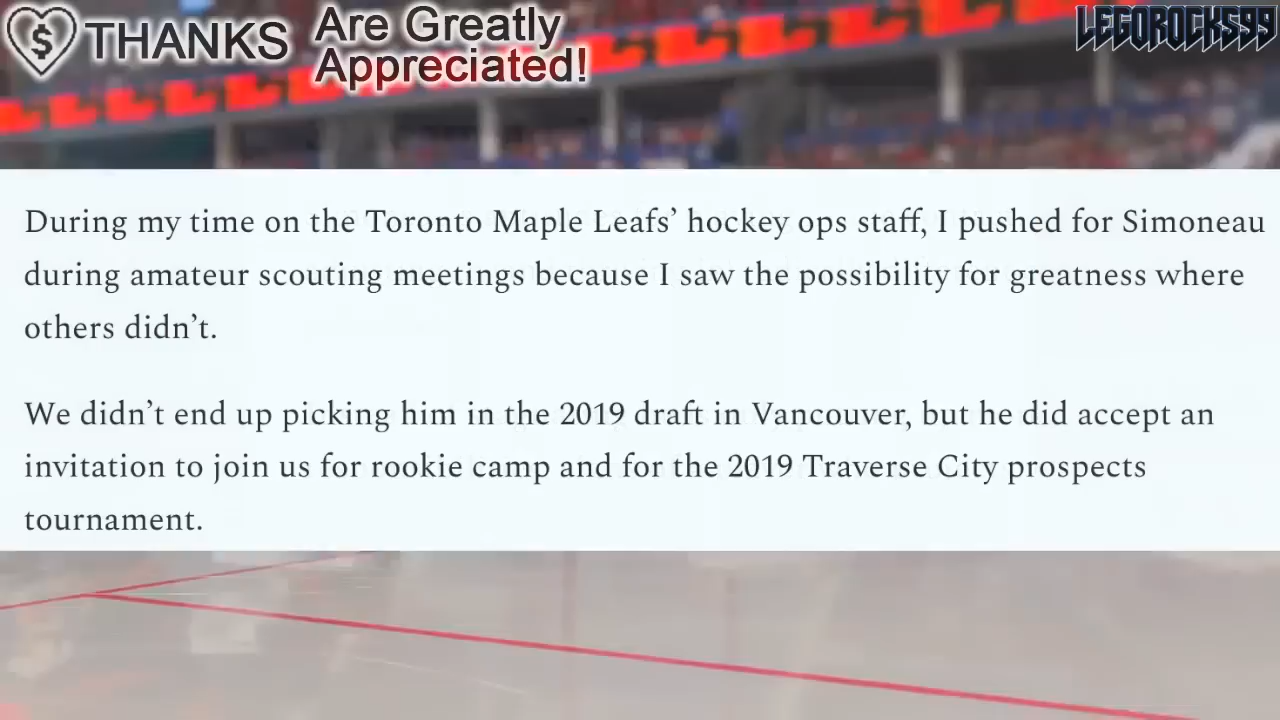 THANKS
Are Greatly
Appreciated!
LEGOROCKS99
During my time on the Toronto Maple Leafs’ hockey ops staff, I pushed for Simoneau
during amateur scouting meetings because I saw the possibility for greatness where
others didn’t.
We didn’t end up picking him in the 2019 draft in Vancouver, but he did accept an
invitation to join us for rookie camp and for the 2019 Traverse City prospects
tournament.